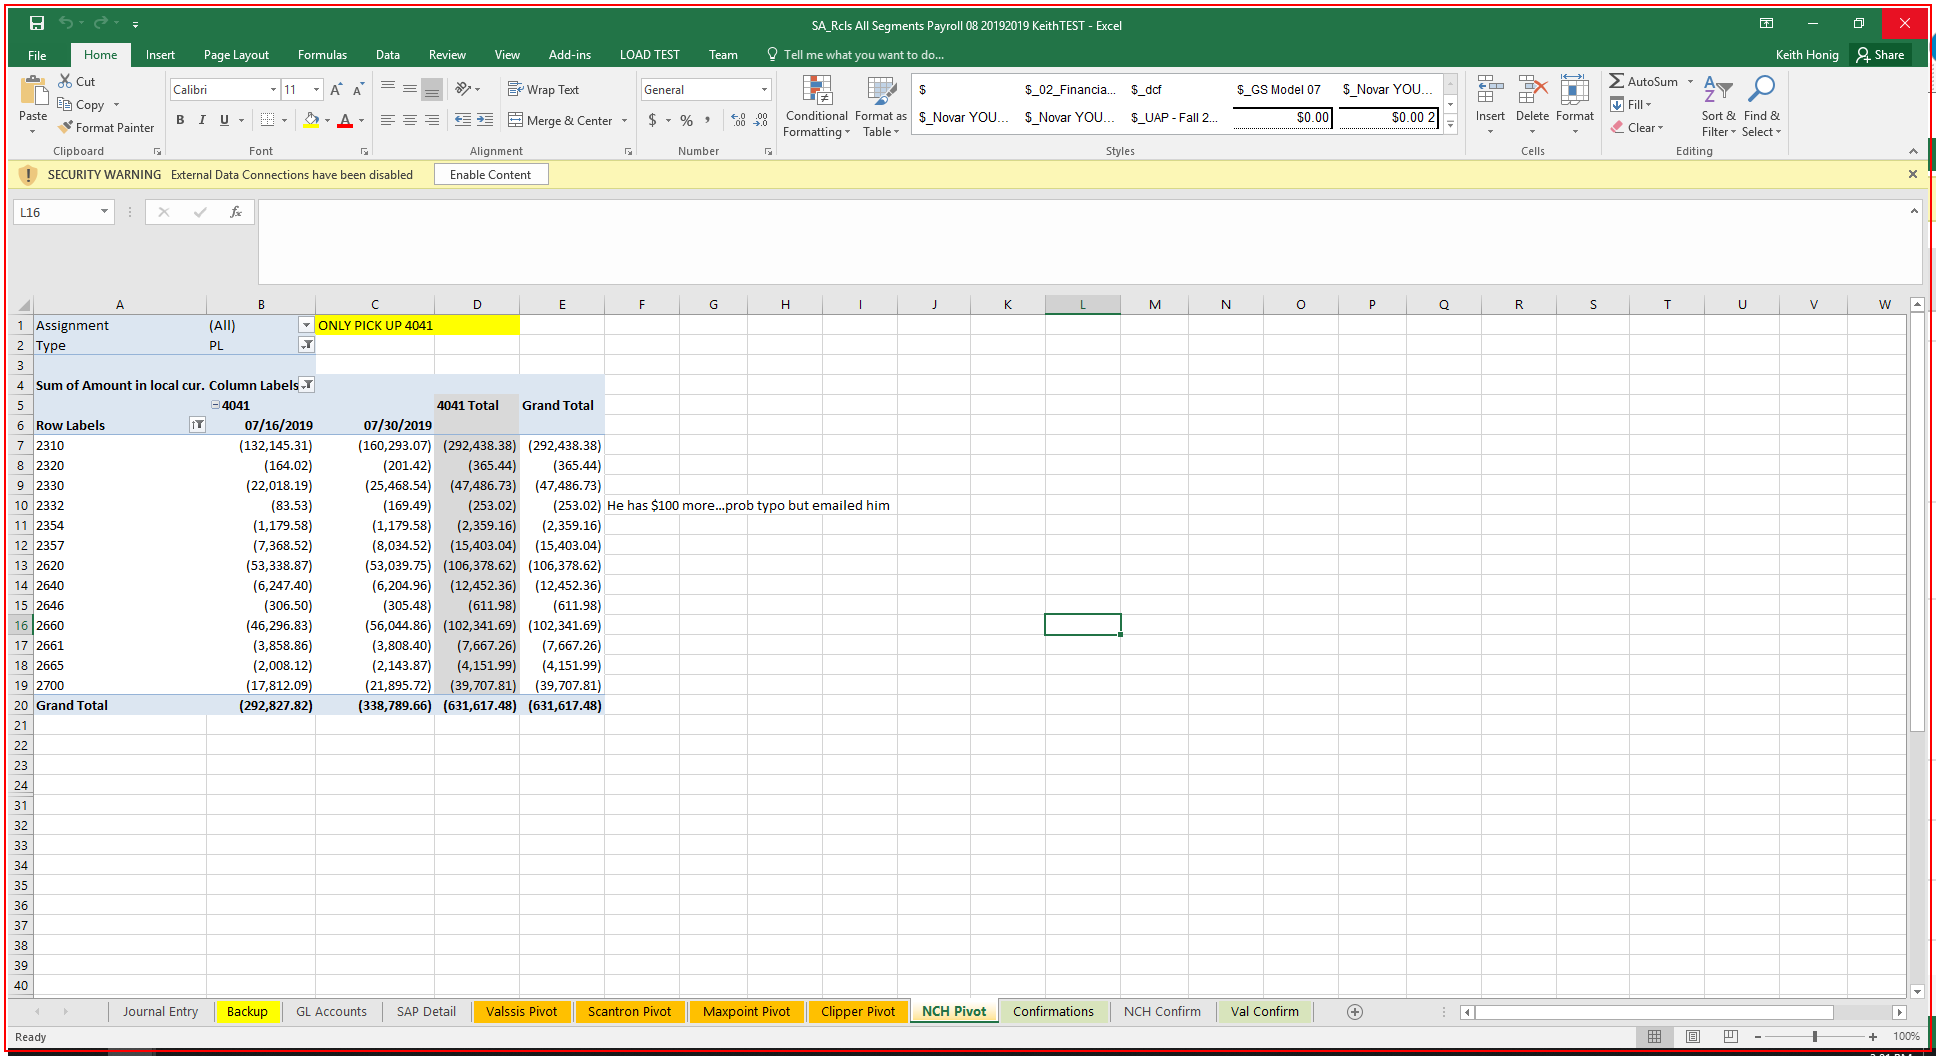 SA_Rcls All Segments Payroll 08 20192019 KeithTEST - Excel
File Home Insert Page Layout Formulas Data Review View Add-ins LOAD TEST Team Tell me what you want to do... Keith Honig Share
Paste
Cut
Copy
Format Painter
Clipboard
Calibri 11 A A
B I U A
Font
Wrap Text
Merge & Center
Alignment
General
$ % ,
Number
Conditional Formatting
Format as Table
$ $_02_Financia... $_dcf $_GS Model 07 $_Novar YOU...
$_Novar YOU... $_Novar YOU... $_UAP - Fall 2... $0.00 $0.00 2
Styles
Insert Delete Format
Cells
AutoSum
Fill
Clear
Sort & Filter
Find & Select
Editing
SECURITY WARNING External Data Connections have been disabled Enable Content
L16 fx
A B C D E F G H I J K L M N O P Q R S T U V W
1 Assignment (All) ONLY PICK UP 4041
2 Type PL
3
4 Sum of Amount in local cur. Column Labels
5 4041 4041 Total Grand Total
6 Row Labels 07/16/2019 07/30/2019
7 2310 (132,145.31) (160,293.07) (292,438.38) (292,438.38)
8 2320 (164.02) (201.42) (365.44) (365.44)
9 2330 (22,018.19) (25,468.54) (47,486.73) (47,486.73)
10 2332 (83.53) (169.49) (253.02) (253.02) He has $100 more...prob typo but emailed him
11 2354 (1,179.58) (1,179.58) (2,359.16) (2,359.16)
12 2357 (7,368.52) (8,034.52) (15,403.04) (15,403.04)
13 2620 (53,338.87) (53,039.75) (106,378.62) (106,378.62)
14 2640 (6,247.40) (6,204.96) (12,452.36) (12,452.36)
15 2646 (306.50) (305.48) (611.98) (611.98)
16 2660 (46,296.83) (56,044.86) (102,341.69) (102,341.69)
17 2661 (3,858.86) (3,808.40) (7,667.26) (7,667.26)
18 2665 (2,008.12) (2,143.87) (4,151.99) (4,151.99)
19 2700 (17,812.09) (21,895.72) (39,707.81) (39,707.81)
20 Grand Total (292,827.82) (338,789.66) (631,617.48) (631,617.48)
21
22
23
24
31
32
33
34
35
36
37
38
39
40
Journal Entry Backup GL Accounts SAP Detail Valssis Pivot Scantron Pivot Maxpoint Pivot Clipper Pivot NCH Pivot Confirmations NCH Confirm Val Confirm
Ready 100%